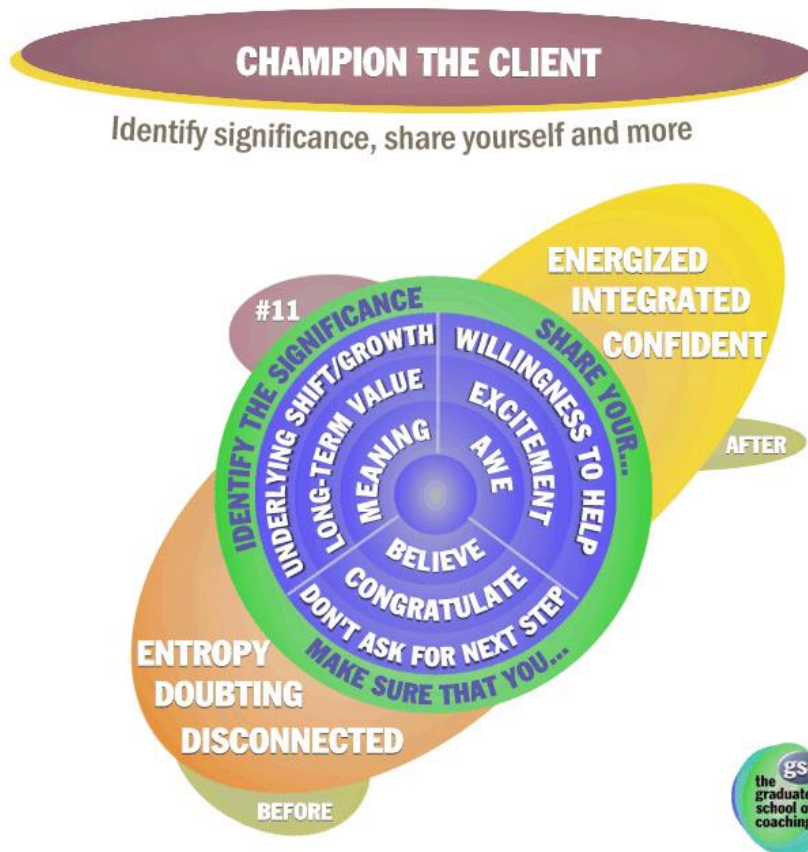 CHAMPION THE CLIENT
Identify significance, share yourself and more
ENERGIZED
INTEGRATED
CONFIDENT
AFTER
#11
IDENTIFY THE SIGNIFICANCE
UNDERLYING SHIFT/GROWTH
LONG-TERM VALUE
MEANING
SHARE YOUR...
WILLINGNESS TO HELP
EXCITEMENT
AWE
BELIEVE
CONGRATULATE
DON'T ASK FOR NEXT STEP
MAKE SURE THAT YOU...
ENTROPY
DOUBTING
DISCONNECTED
BEFORE
gs
the
graduate
school o
coaching